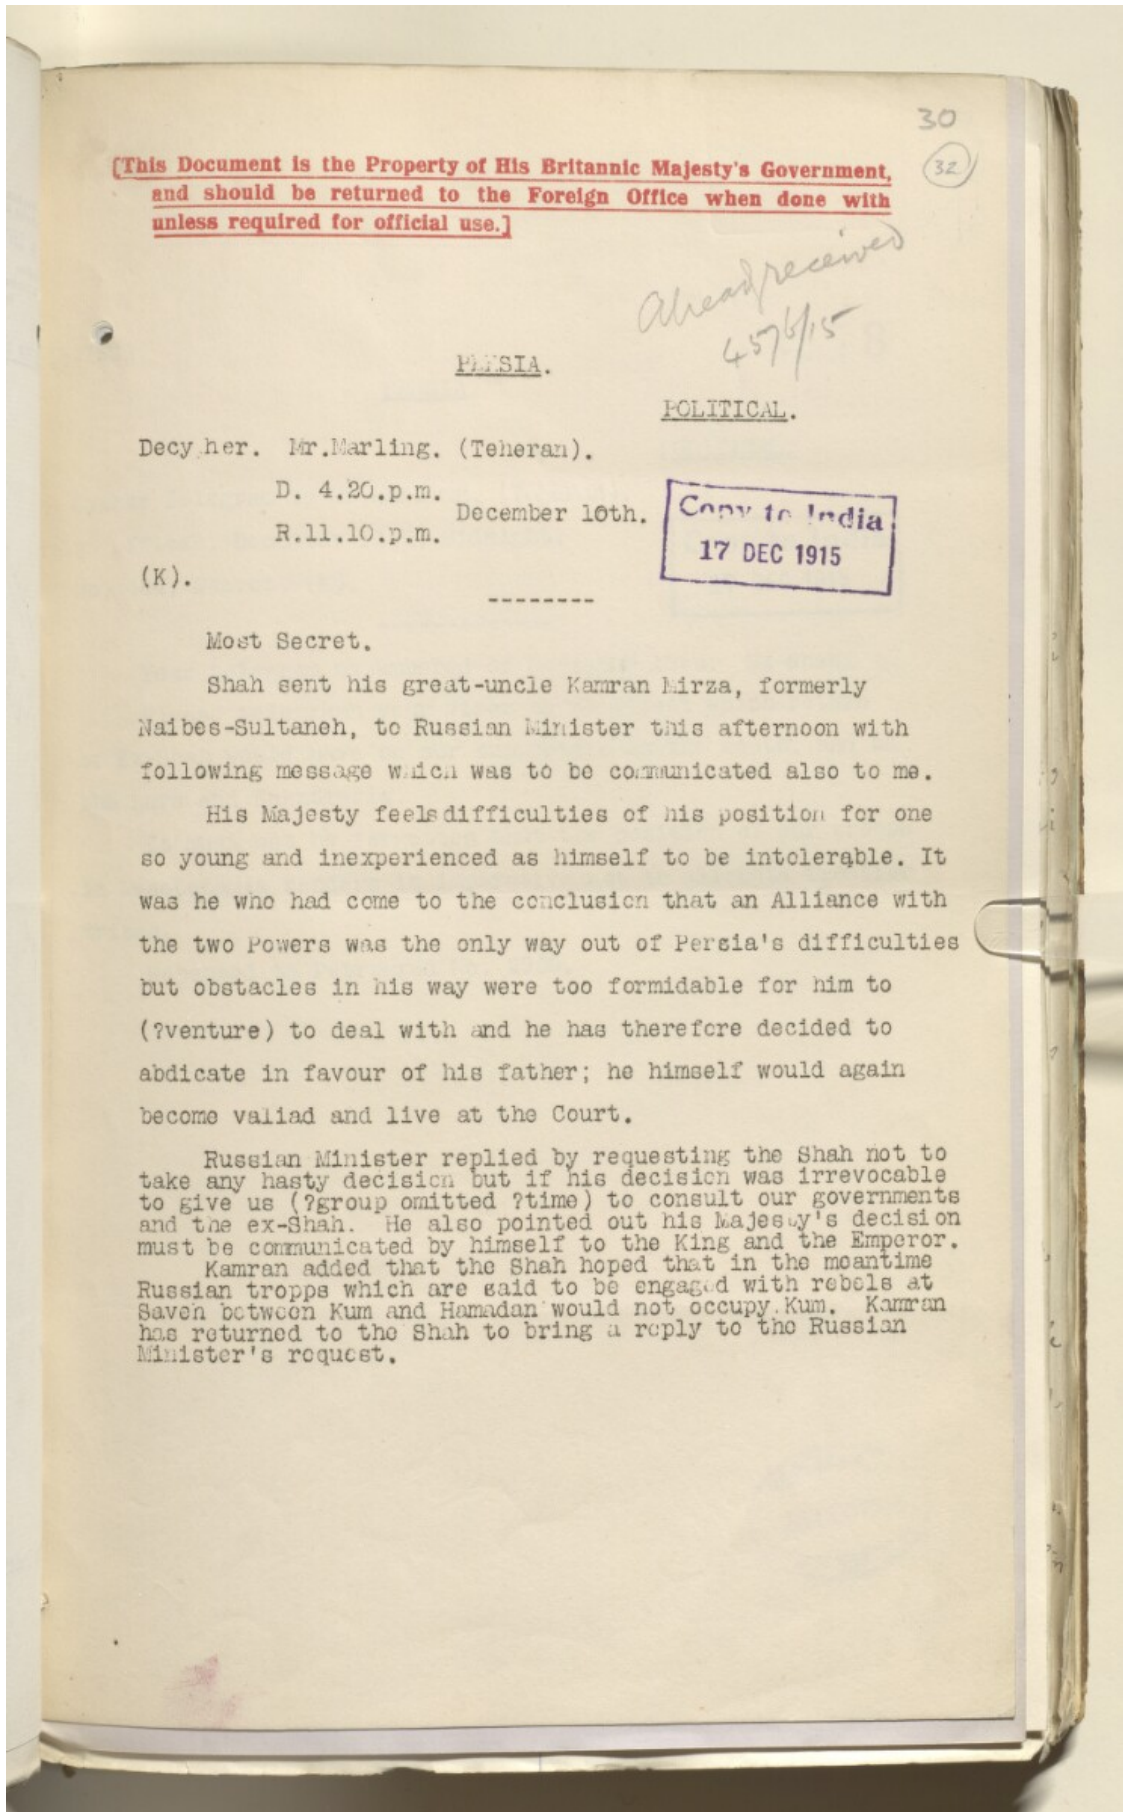 30
32
[This Document is the Property of His Britannic Majesty's Government,
and should be returned to the Foreign Office when done with
unless required for official use.]
Already received
4576/15
PERSIA.
POLITICAL.
Decypher. Mr.Marling. (Teheran).
D. 4.20.p.m.
December 10th.
R.11.10.p.m.
Copy to India
17 DEC 1915
(K).
--------
Most Secret.
Shah sent his great-uncle Kamran Mirza, formerly
Naibes-Sultaneh, to Russian Minister this afternoon with
following message which was to be communicated also to me.
His Majesty feels difficulties of his position for one
so young and inexperienced as himself to be intolerable. It
was he who had come to the conclusion that an Alliance with
the two Powers was the only way out of Persia's difficulties
but obstacles in his way were too formidable for him to
(?venture) to deal with and he has therefore decided to
abdicate in favour of his father; he himself would again
become valiad and live at the Court.
Russian Minister replied by requesting the Shah not to
take any hasty decision but if his decision was irrevocable
to give us (?group omitted ?time) to consult our governments
and the ex-Shah. He also pointed out his Majesty's decision
must be communicated by himself to the King and the Emperor.
Kamran added that the Shah hoped that in the meantime
Russian tropps which are said to be engaged with rebels at
Saveh between Kum and Hamadan would not occupy.Kum. Kamran
has returned to the Shah to bring a reply to the Russian
Minister's request.